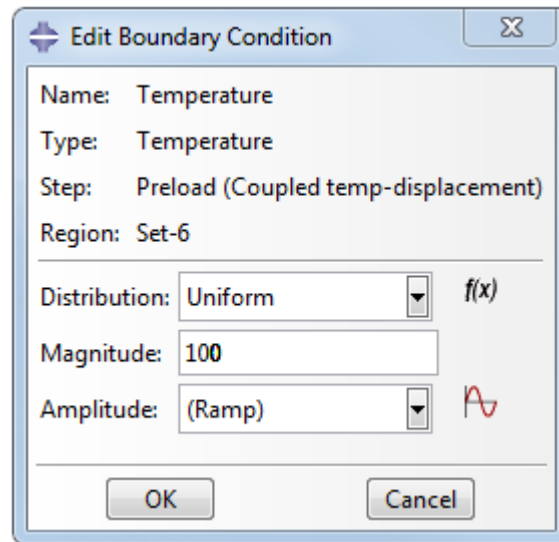 Edit Boundary Condition
Name: Temperature
Type: Temperature
Step: Preload (Coupled temp-displacement)
Region: Set-6
Distribution: Uniform f(x)
Magnitude: 100
Amplitude: (Ramp)
OK Cancel